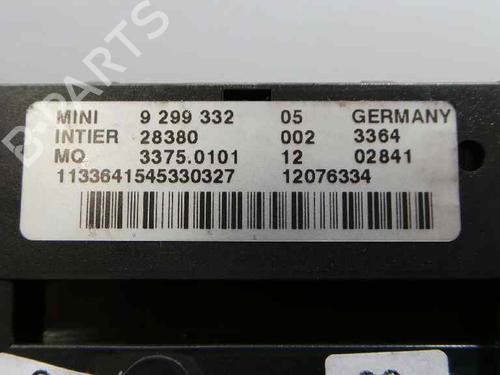 B-PARTS
MINI 9 299 332 05 GERMANY
INTIER 28380 002 3364
MQ 3375.0101 12 02841
1133641545330327 12076334